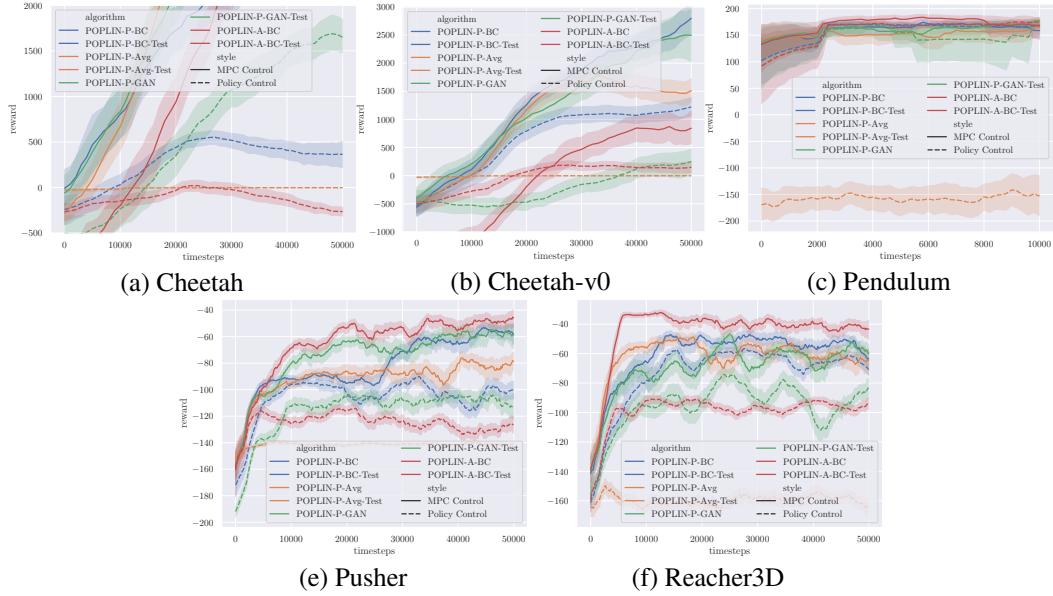 2000
1500
1000
500
0
−500
reward
algorithm
POPLIN-P-BC
POPLIN-P-BC-Test
POPLIN-P-Avg
POPLIN-P-Avg-Test
POPLIN-P-GAN
POPLIN-P-GAN-Test
POPLIN-A-BC
POPLIN-A-BC-Test
style
MPC Control
Policy Control
0 10000 20000 30000 40000 50000
timesteps
(a) Cheetah
3000
2500
2000
1500
1000
500
0
−500
−1000
reward
algorithm
POPLIN-P-BC
POPLIN-P-BC-Test
POPLIN-P-Avg
POPLIN-P-Avg-Test
POPLIN-P-GAN
POPLIN-P-GAN-Test
POPLIN-A-BC
POPLIN-A-BC-Test
style
MPC Control
Policy Control
0 10000 20000 30000 40000 50000
timesteps
(b) Cheetah-v0
200
150
100
50
0
−50
−100
−150
−200
reward
algorithm
POPLIN-P-BC
POPLIN-P-BC-Test
POPLIN-P-Avg
POPLIN-P-Avg-Test
POPLIN-P-GAN
POPLIN-P-GAN-Test
POPLIN-A-BC
POPLIN-A-BC-Test
style
MPC Control
Policy Control
0 2000 4000 6000 8000 10000
timesteps
(c) Pendulum
−40
−60
−80
−100
−120
−140
−160
−180
−200
reward
algorithm
POPLIN-P-BC
POPLIN-P-BC-Test
POPLIN-P-Avg
POPLIN-P-Avg-Test
POPLIN-P-GAN
POPLIN-P-GAN-Test
POPLIN-A-BC
POPLIN-A-BC-Test
style
MPC Control
Policy Control
0 10000 20000 30000 40000 50000
timesteps
(e) Pusher
−40
−60
−80
−100
−120
−140
−160
reward
algorithm
POPLIN-P-BC
POPLIN-P-BC-Test
POPLIN-P-Avg
POPLIN-P-Avg-Test
POPLIN-P-GAN
POPLIN-P-GAN-Test
POPLIN-A-BC
POPLIN-A-BC-Test
style
MPC Control
Policy Control
0 10000 20000 30000 40000 50000
timesteps
(f) Reacher3D